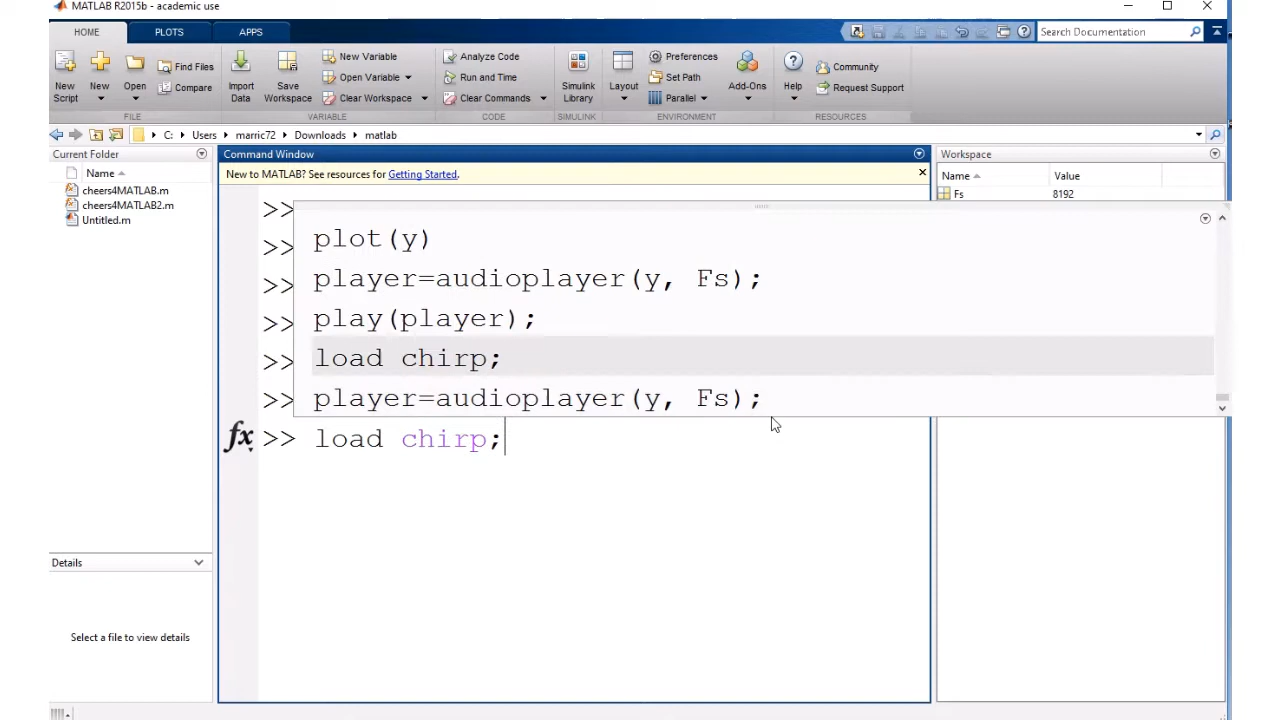 MATLAB R2015b - academic use
HOME PLOTS APPS
Search Documentation
New Script
New
Open
Find Files
Compare
FILE
Import Data
Save Workspace
New Variable
Open Variable
Clear Workspace
VARIABLE
Analyze Code
Run and Time
Clear Commands
CODE
Simulink Library
SIMULINK
Layout
Preferences
Set Path
Parallel
ENVIRONMENT
Add-Ons
Help
Community
Request Support
RESOURCES
C: Users marric72 Downloads matlab
Current Folder
Name
cheers4MATLAB.m
cheers4MATLAB2.m
Untitled.m
Details
Select a file to view details
Command Window
New to MATLAB? See resources for Getting Started.
>>
>> plot(y)
>> player=audioplayer(y, Fs);
>> play(player);
>> load chirp;
>> player=audioplayer(y, Fs);
fx >> load chirp;
Workspace
Name Value
Fs 8192